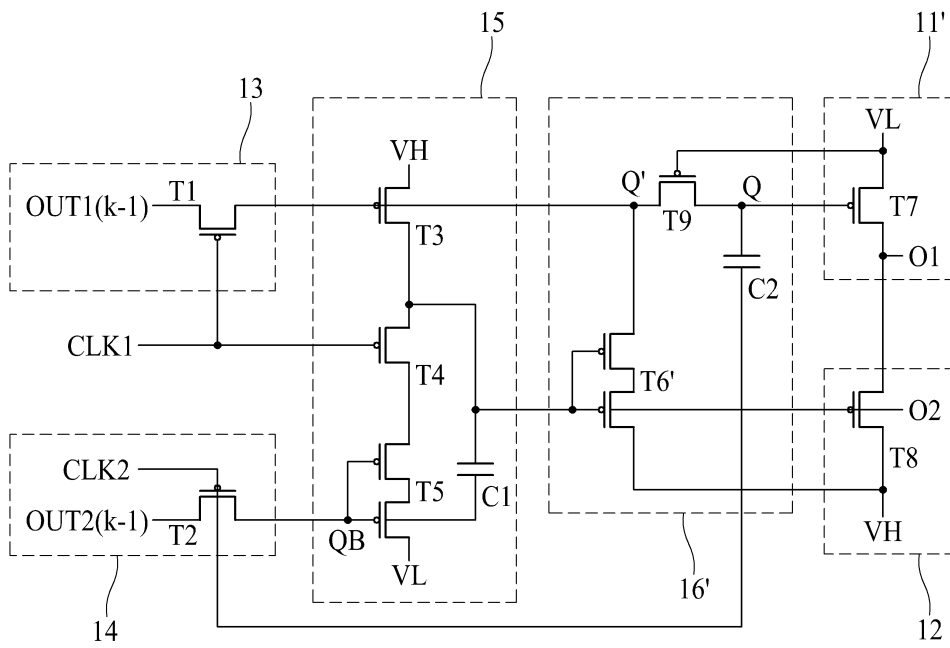 15
11'
13
VH
VL
OUT1(k-1)
T1
T3
Q'
Q
T9
T7
O1
C2
CLK1
T4
T6'
O2
T8
CLK2
OUT2(k-1)
T2
T5
C1
QB
VL
VH
14
16'
12